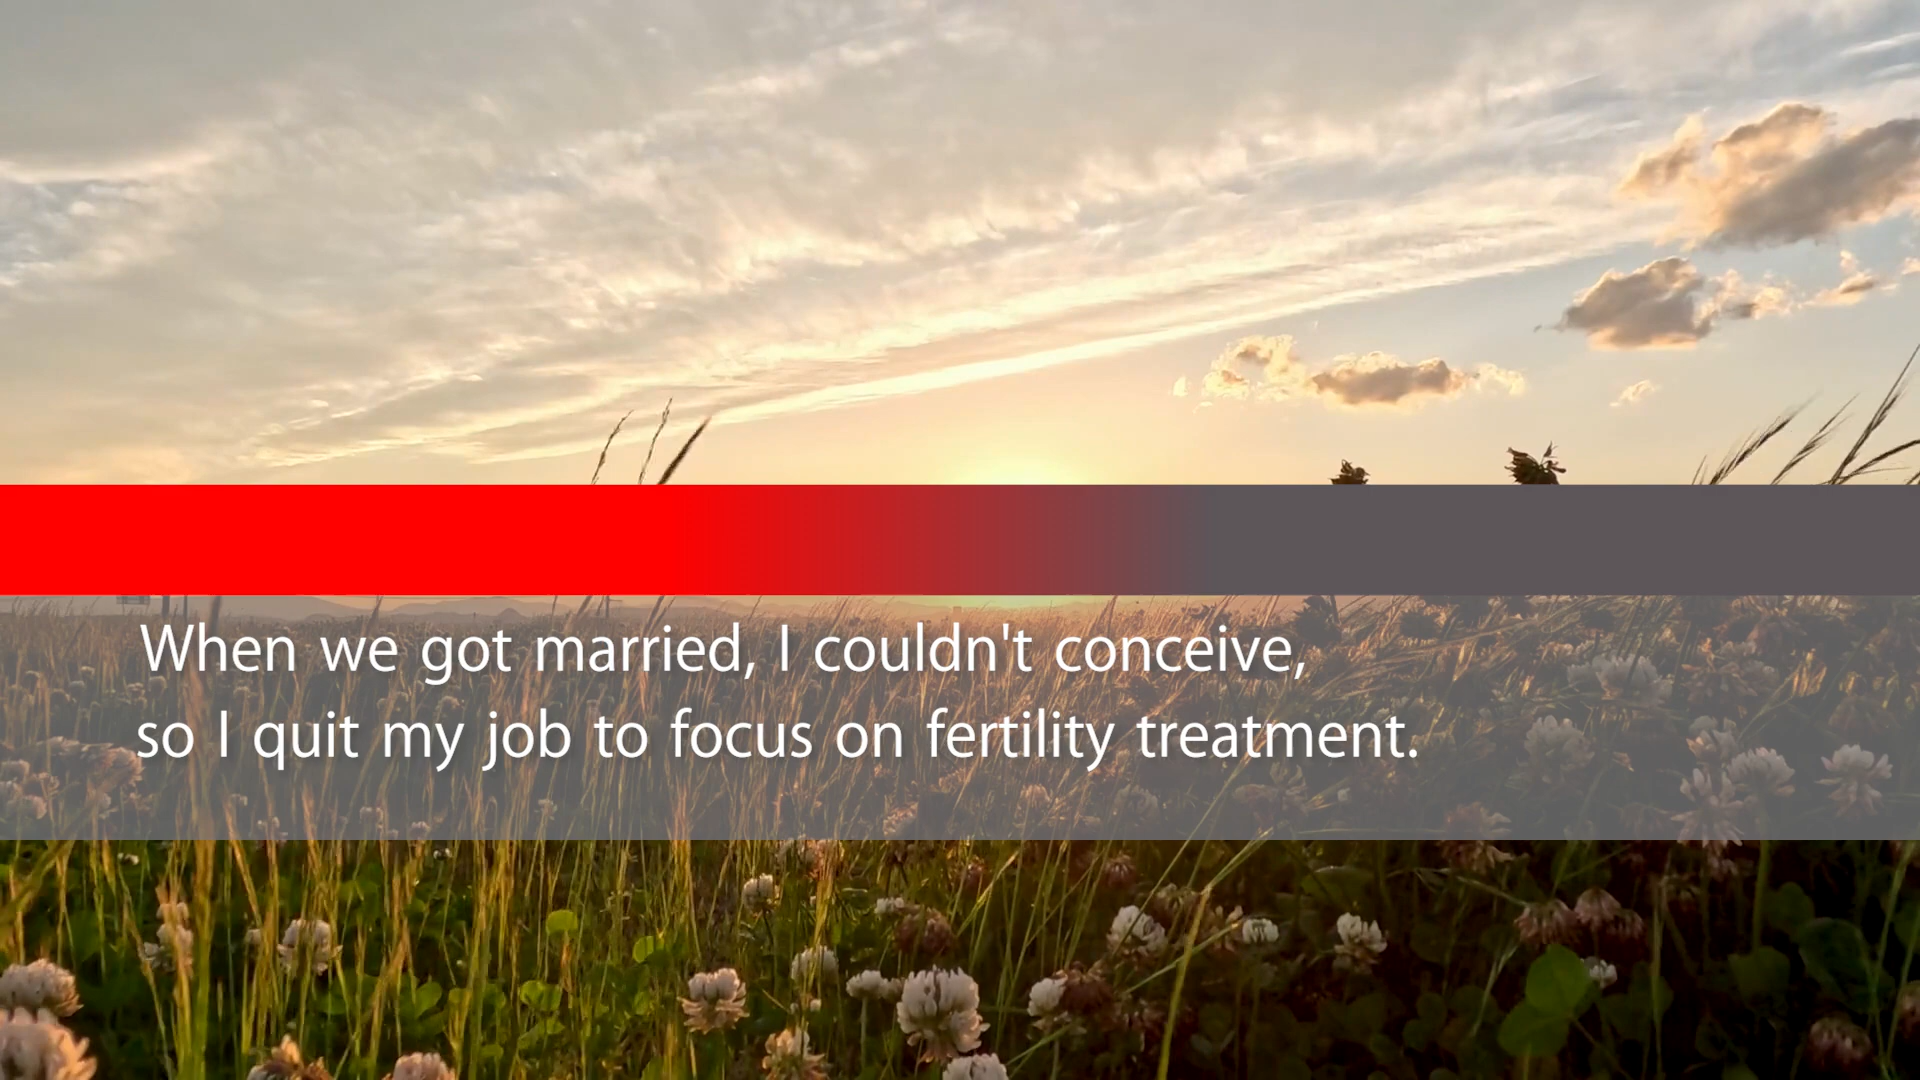 When we got married, I couldn't conceive,
so I quit my job to focus on fertility treatment.